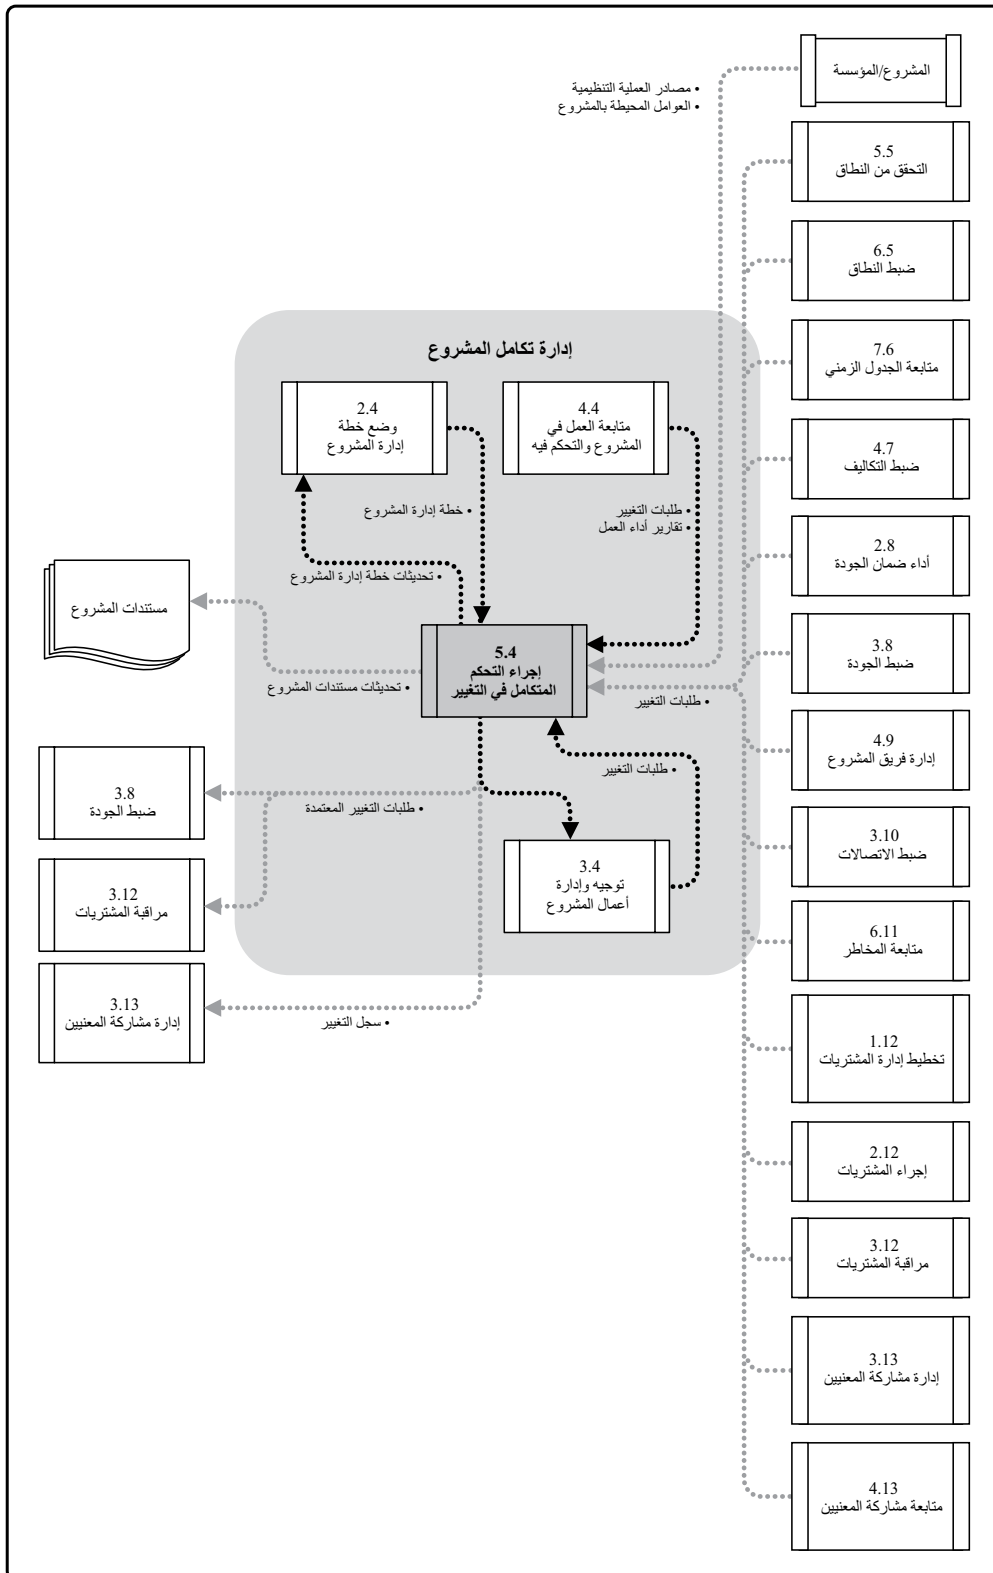 المشروع/المؤسسة
• مصادر العملية التنظيمية
• العوامل المحيطة بالمشروع
5.5
التحقق من النطاق
6.5
ضبط النطاق
7.6
متابعة الجدول الزمني
4.7
ضبط التكاليف
2.8
أداء ضمان الجودة
3.8
ضبط الجودة
4.9
إدارة فريق المشروع
3.10
ضبط الاتصالات
6.11
متابعة المخاطر
1.12
تخطيط إدارة المشتريات
2.12
إجراء المشتريات
3.12
مراقبة المشتريات
3.13
إدارة مشاركة المعنيين
4.13
متابعة مشاركة المعنيين
إدارة تكامل المشروع
4.4
متابعة العمل في
المشروع والتحكم فيه
2.4
وضع خطة
إدارة المشروع
• طلبات التغيير
• تقارير أداء العمل
• خطة إدارة المشروع
• تحديثات خطة إدارة المشروع
5.4
إجراء التحكم
المتكامل في التغيير
• طلبات التغيير
• تحديثات مستندات المشروع
مستندات المشروع
• طلبات التغيير
• طلبات التغيير المعتمدة
3.4
توجيه وإدارة
أعمال المشروع
• سجل التغيير
3.8
ضبط الجودة
3.12
مراقبة المشتريات
3.13
إدارة مشاركة المعنيين